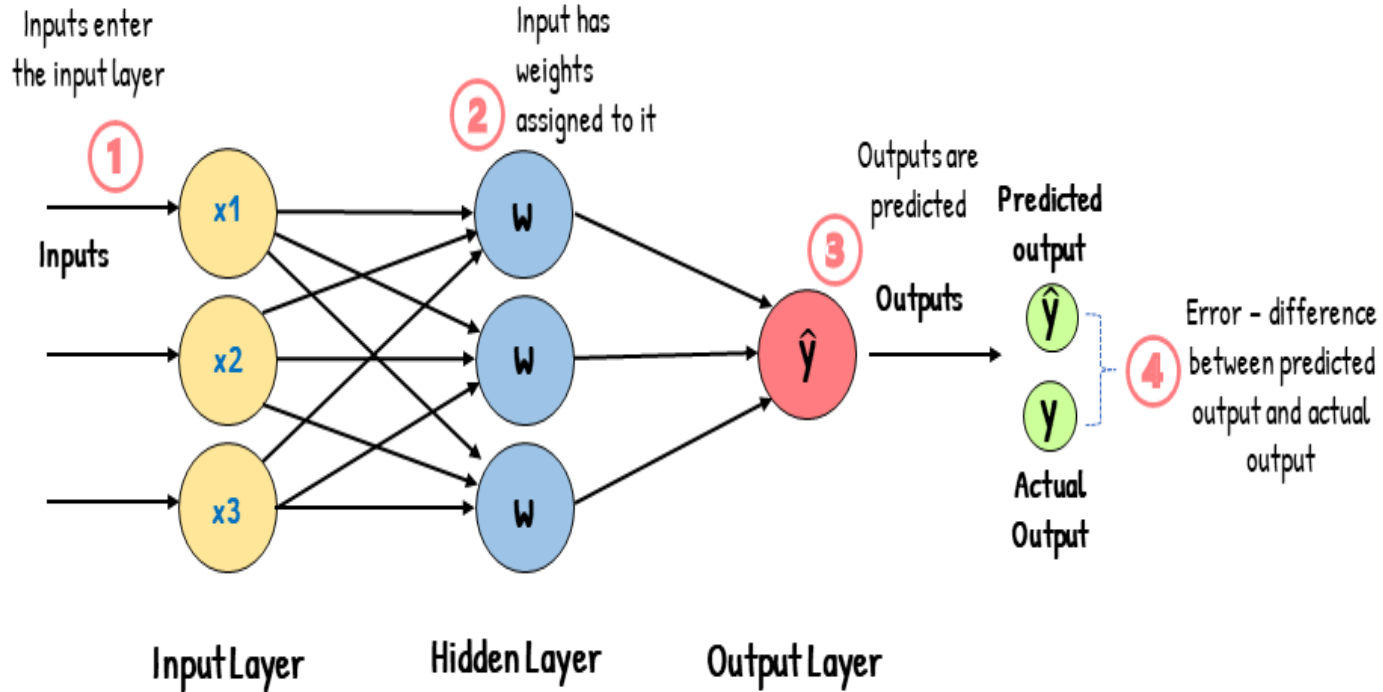 Inputs enter
the input layer
1
Inputs
x1
x2
x3
Input Layer
2
Input has
weights
assigned to it
w
w
w
Hidden Layer
3
Outputs are
predicted
ŷ
Output Layer
Outputs
Predicted
output
ŷ
y
Actual
Output
4
Error - difference
between predicted
output and actual
output